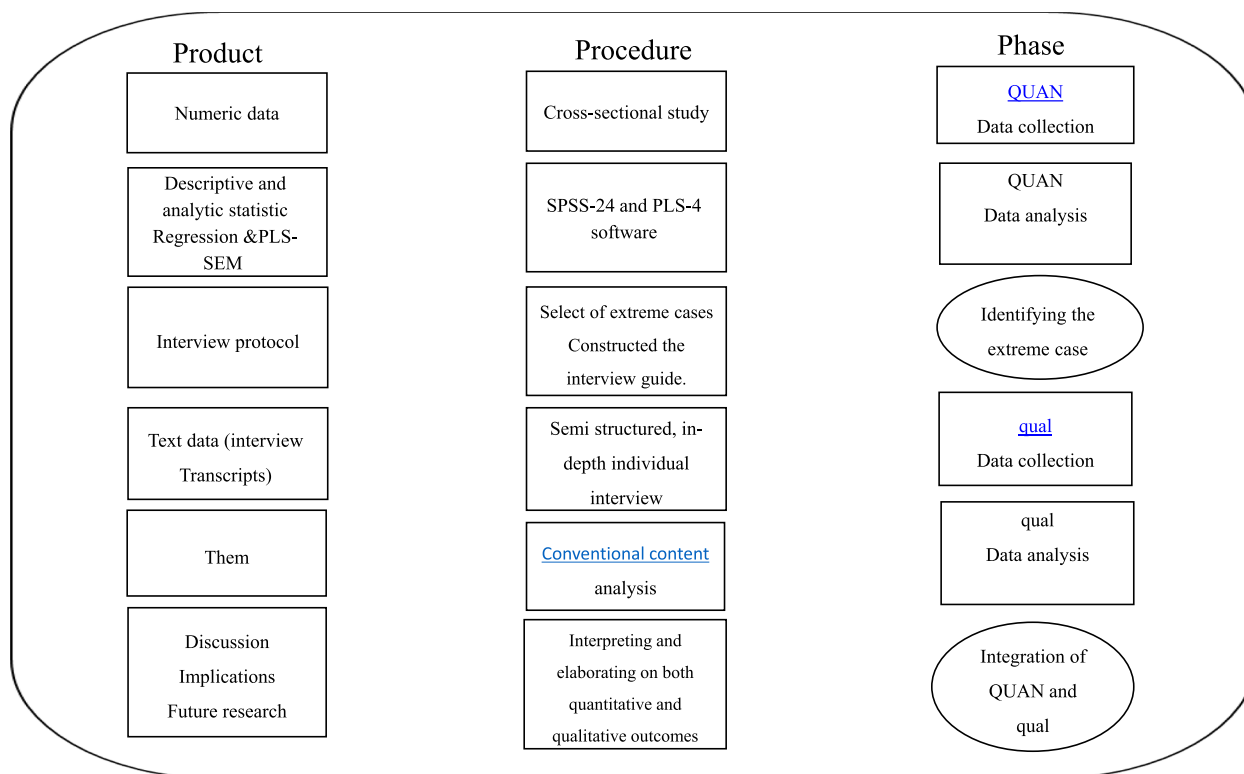 Product
Procedure
Phase
Numeric data
Cross-sectional study
QUAN
Data collection
Descriptive and
analytic statistic
Regression &PLS-
SEM
SPSS-24 and PLS-4
software
QUAN
Data analysis
Interview protocol
Select of extreme cases
Constructed the
interview guide.
Identifying the
extreme case
Text data (interview
Transcripts)
Semi structured, in-
depth individual
interview
qual
Data collection
Them
Conventional content
analysis
qual
Data analysis
Discussion
Implications
Future research
Interpreting and
elaborating on both
quantitative and
qualitative outcomes
Integration of
QUAN and
qual